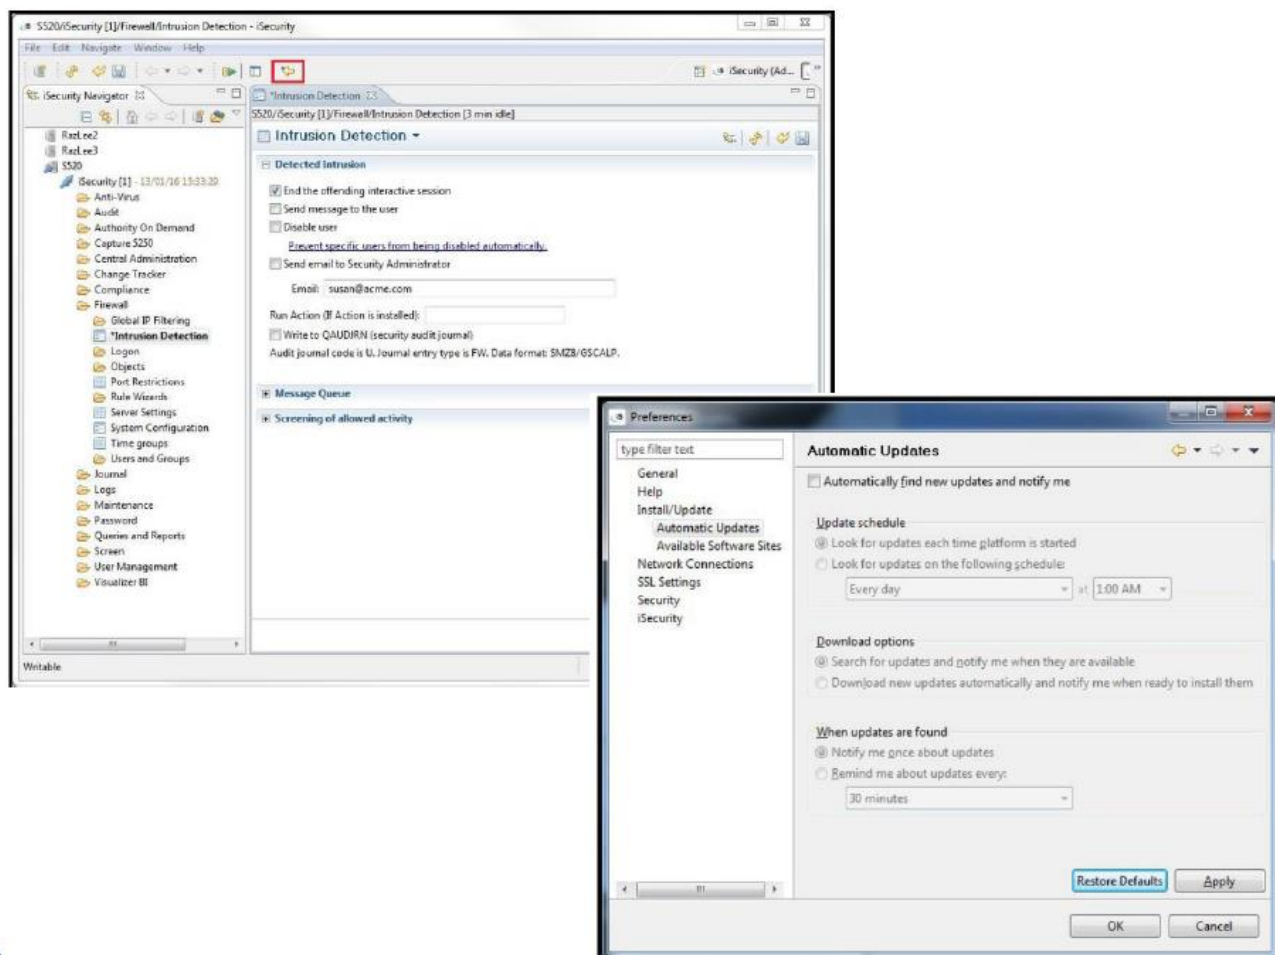 S520/iSecurity [1]/Firewall/Intrusion Detection - iSecurity
File Edit Navigate Window Help
iSecurity (Ad...
iSecurity Navigator
RazLee2
RazLee3
S520
iSecurity [1] - 13/01/16 15:33:29
Anti-Virus
Audit
Authority On Demand
Capture 5250
Central Administration
Change Tracker
Compliance
Firewall
Global IP Filtering
*Intrusion Detection
Logon
Objects
Port Restrictions
Rule Wizards
Server Settings
System Configuration
Time groups
Users and Groups
Journal
Logs
Maintenance
Password
Queries and Reports
Screen
User Management
Visualizer BI
Writable
*Intrusion Detection
S520/iSecurity [1]/Firewall/Intrusion Detection [3 min idle]
Intrusion Detection
Detected Intrusion
End the offending interactive session
Send message to the user
Disable user
Prevent specific users from being disabled automatically.
Send email to Security Administrator
Email: susan@acme.com
Run Action (If Action is installed):
Write to QAUDJRN (security audit journal)
Audit journal code is U. Journal entry type is FW. Data format: SMZ8/GSCALP.
Message Queue
Screening of allowed activity
Preferences
type filter text
General
Help
Install/Update
Automatic Updates
Available Software Sites
Network Connections
SSL Settings
Security
iSecurity
Automatic Updates
Automatically find new updates and notify me
Update schedule
Look for updates each time platform is started
Look for updates on the following schedule:
Every day at 1:00 AM
Download options
Search for updates and notify me when they are available
Download new updates automatically and notify me when ready to install them
When updates are found
Notify me once about updates
Remind me about updates every:
30 minutes
Restore Defaults Apply
OK Cancel